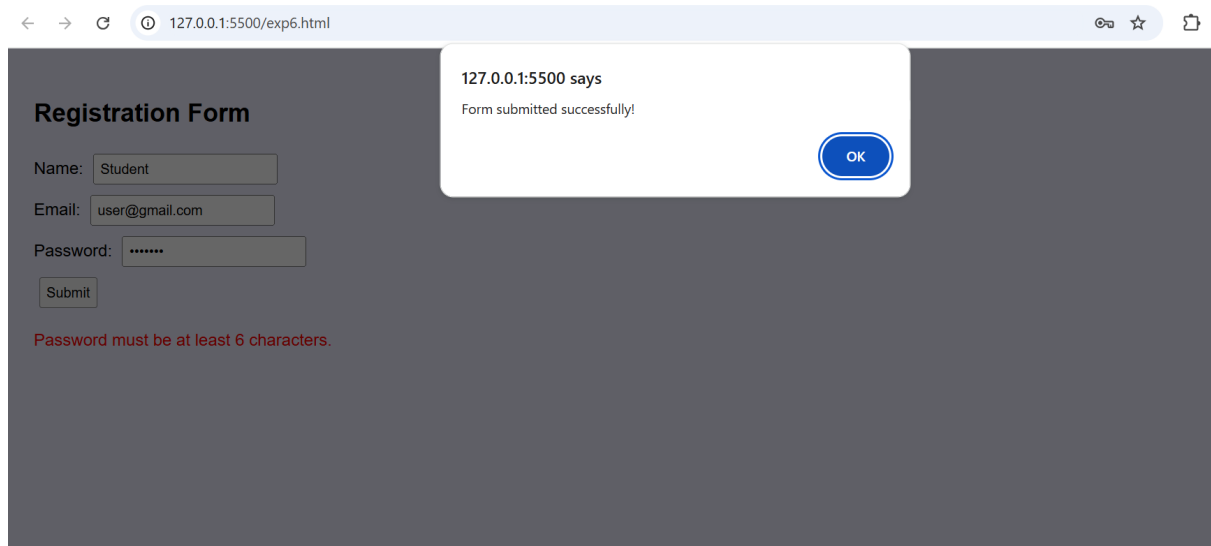 127.0.0.1:5500/exp6.html
127.0.0.1:5500 says
Form submitted successfully!
OK
Registration Form
Name: Student
Email: user@gmail.com
Password: •••••••
Submit
Password must be at least 6 characters.